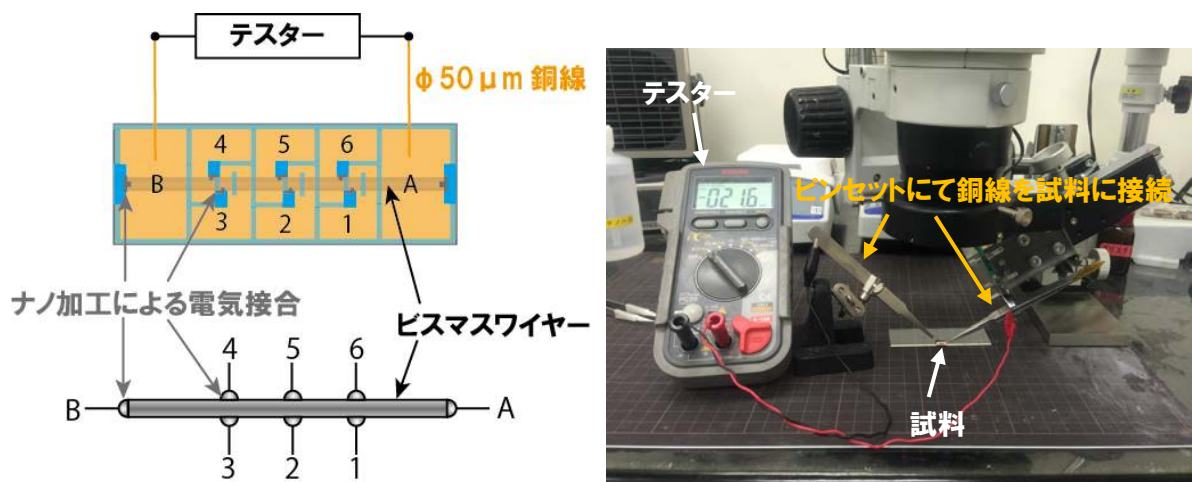 テスター
φ50μm 銅線
4 5 6
B A
3 2 1
ナノ加工による電気接合
ビスマスワイヤー
4 5 6
B A
3 2 1
テスター
-021.6
ピンセットにて銅線を試料に接続
試料